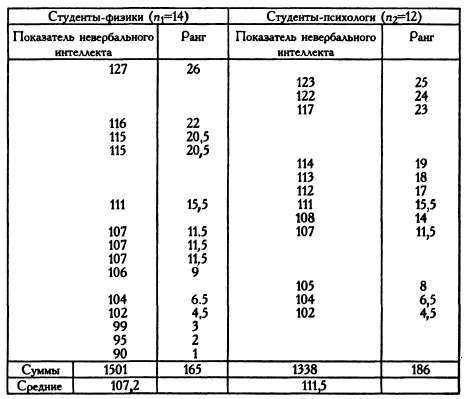 Студенты-физики (n1=14) Студенты-психологи (n2=12)
Показатель невербального интеллекта Ранг Показатель невербального интеллекта Ранг
127 26
123 25
122 24
117 23
116 22
115 20,5
115 20,5
114 19
113 18
112 17
111 15,5 111 15,5
108 14
107 11.5 107 11,5
107 11,5
107 11,5
106 9
105 8
104 6.5 104 6,5
102 4,5 102 4,5
99 3
95 2
90 1
Суммы 1501 165 1338 186
Средние 107,2 111,5